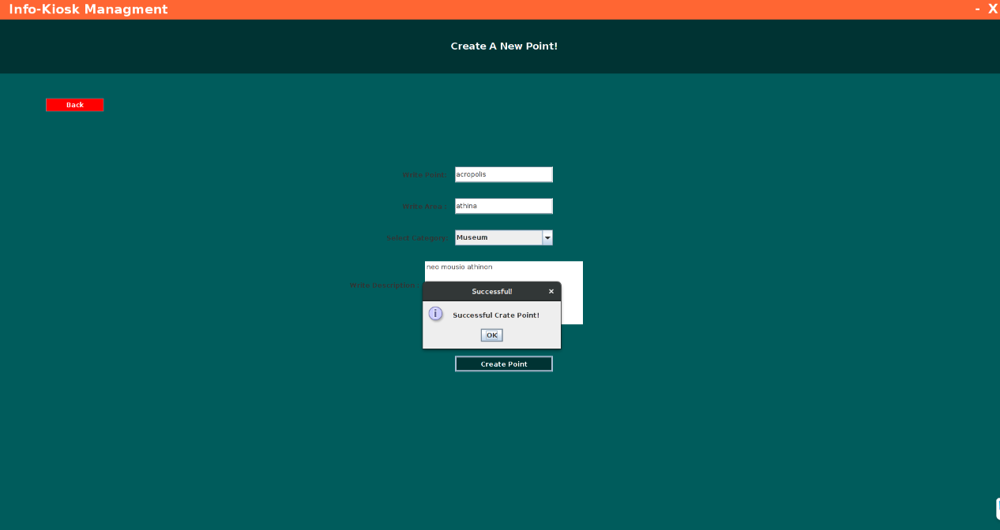 Info-Kiosk Managment
- X
Create A New Point!
Back
Write Point: acropolis
Write Area : athina
Select Category: Museum
Write Description : neo mousio athinon
Successful!
Successful Crate Point!
OK
Create Point